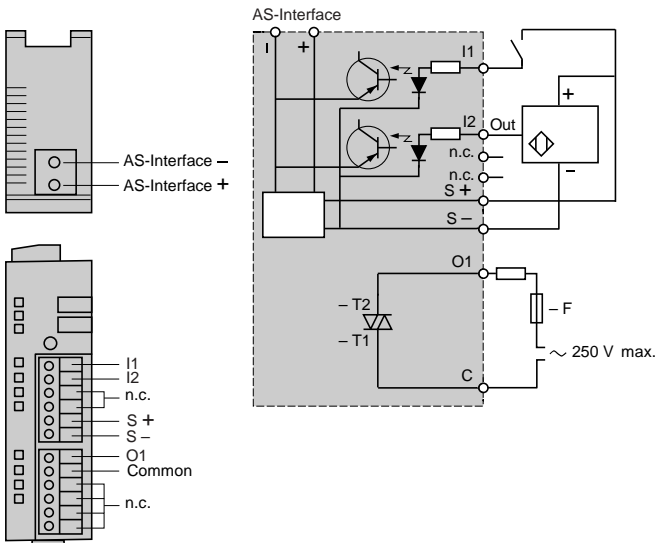 AS-Interface
– +
I1
I2 Out
n.c.
n.c.
S +
S –
+
–
O1
– T2
– T1
– F
~ 250 V max.
C
AS-Interface –
AS-Interface +
I1
I2
n.c.
S +
S –
O1
Common
n.c.